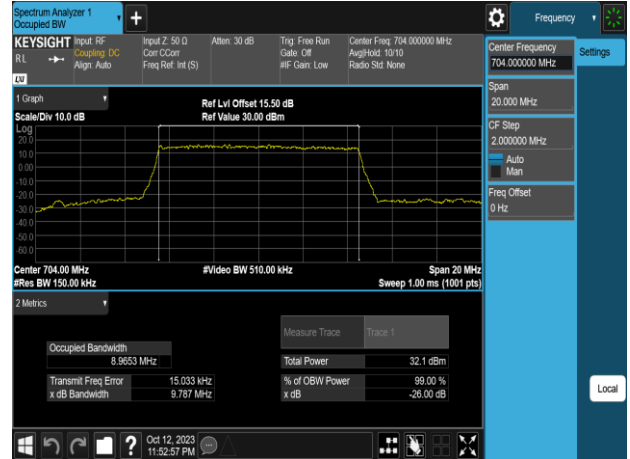 Spectrum Analyzer 1
Occupied BW
+
Frequency
KEYSIGHT
Input: RF
Input Z: 50 Ω
Atten: 30 dB
Trig: Free Run
Center Freq: 704.000000 MHz
RL
Coupling: DC
Corr CCorr
Gate: Off
Avg|Hold: 10/10
Align: Auto
Freq Ref: Int (S)
#IF Gain: Low
Radio Std: None
LXI
Center Frequency
704.000000 MHz
Settings
Span
20.000 MHz
CF Step
2.000000 MHz
Auto
Man
Freq Offset
0 Hz
Local
1 Graph
Ref Lvl Offset 15.50 dB
Scale/Div 10.0 dB
Ref Value 30.00 dBm
Log
20.0
10.0
0.00
-10.0
-20.0
-30.0
-40.0
-50.0
-60.0
Center 704.00 MHz
#Video BW 510.00 kHz
Span 20 MHz
#Res BW 150.00 kHz
Sweep 1.00 ms (1001 pts)
2 Metrics
Measure Trace
Trace 1
Occupied Bandwidth
8.9653 MHz
Total Power
32.1 dBm
Transmit Freq Error
15.033 kHz
% of OBW Power
99.00 %
x dB Bandwidth
9.787 MHz
x dB
-26.00 dB
?
Oct 12, 2023
11:52:57 PM